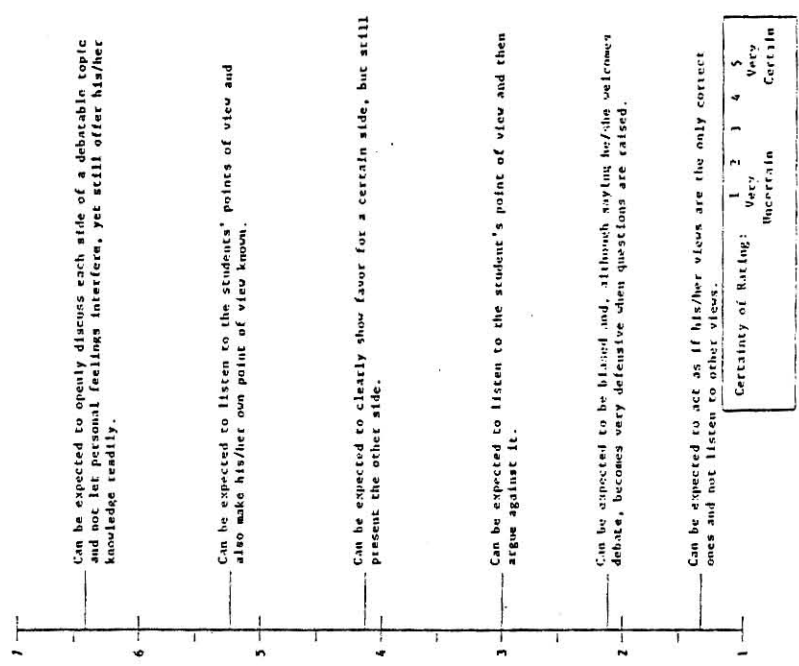 7
Can be expected to openly discuss each side of a debatable topic
and not let personal feelings interfere, yet still offer his/her
knowledge readily.
6
Can be expected to listen to the students' points of view and
also make his/her own point of view known.
5
Can be expected to clearly show favor for a certain side, but still
present the other side.
4
Can be expected to listen to the student's point of view and then
argue against it.
3
Can be expected to be biased and, although saying he/she welcomes
debate, becomes very defensive when questions are raised.
2
Can be expected to act as if his/her views are the only correct
ones and not listen to other views.
1
Certainty of Rating: 1 2 3 4 5
Very Very
Uncertain Certain